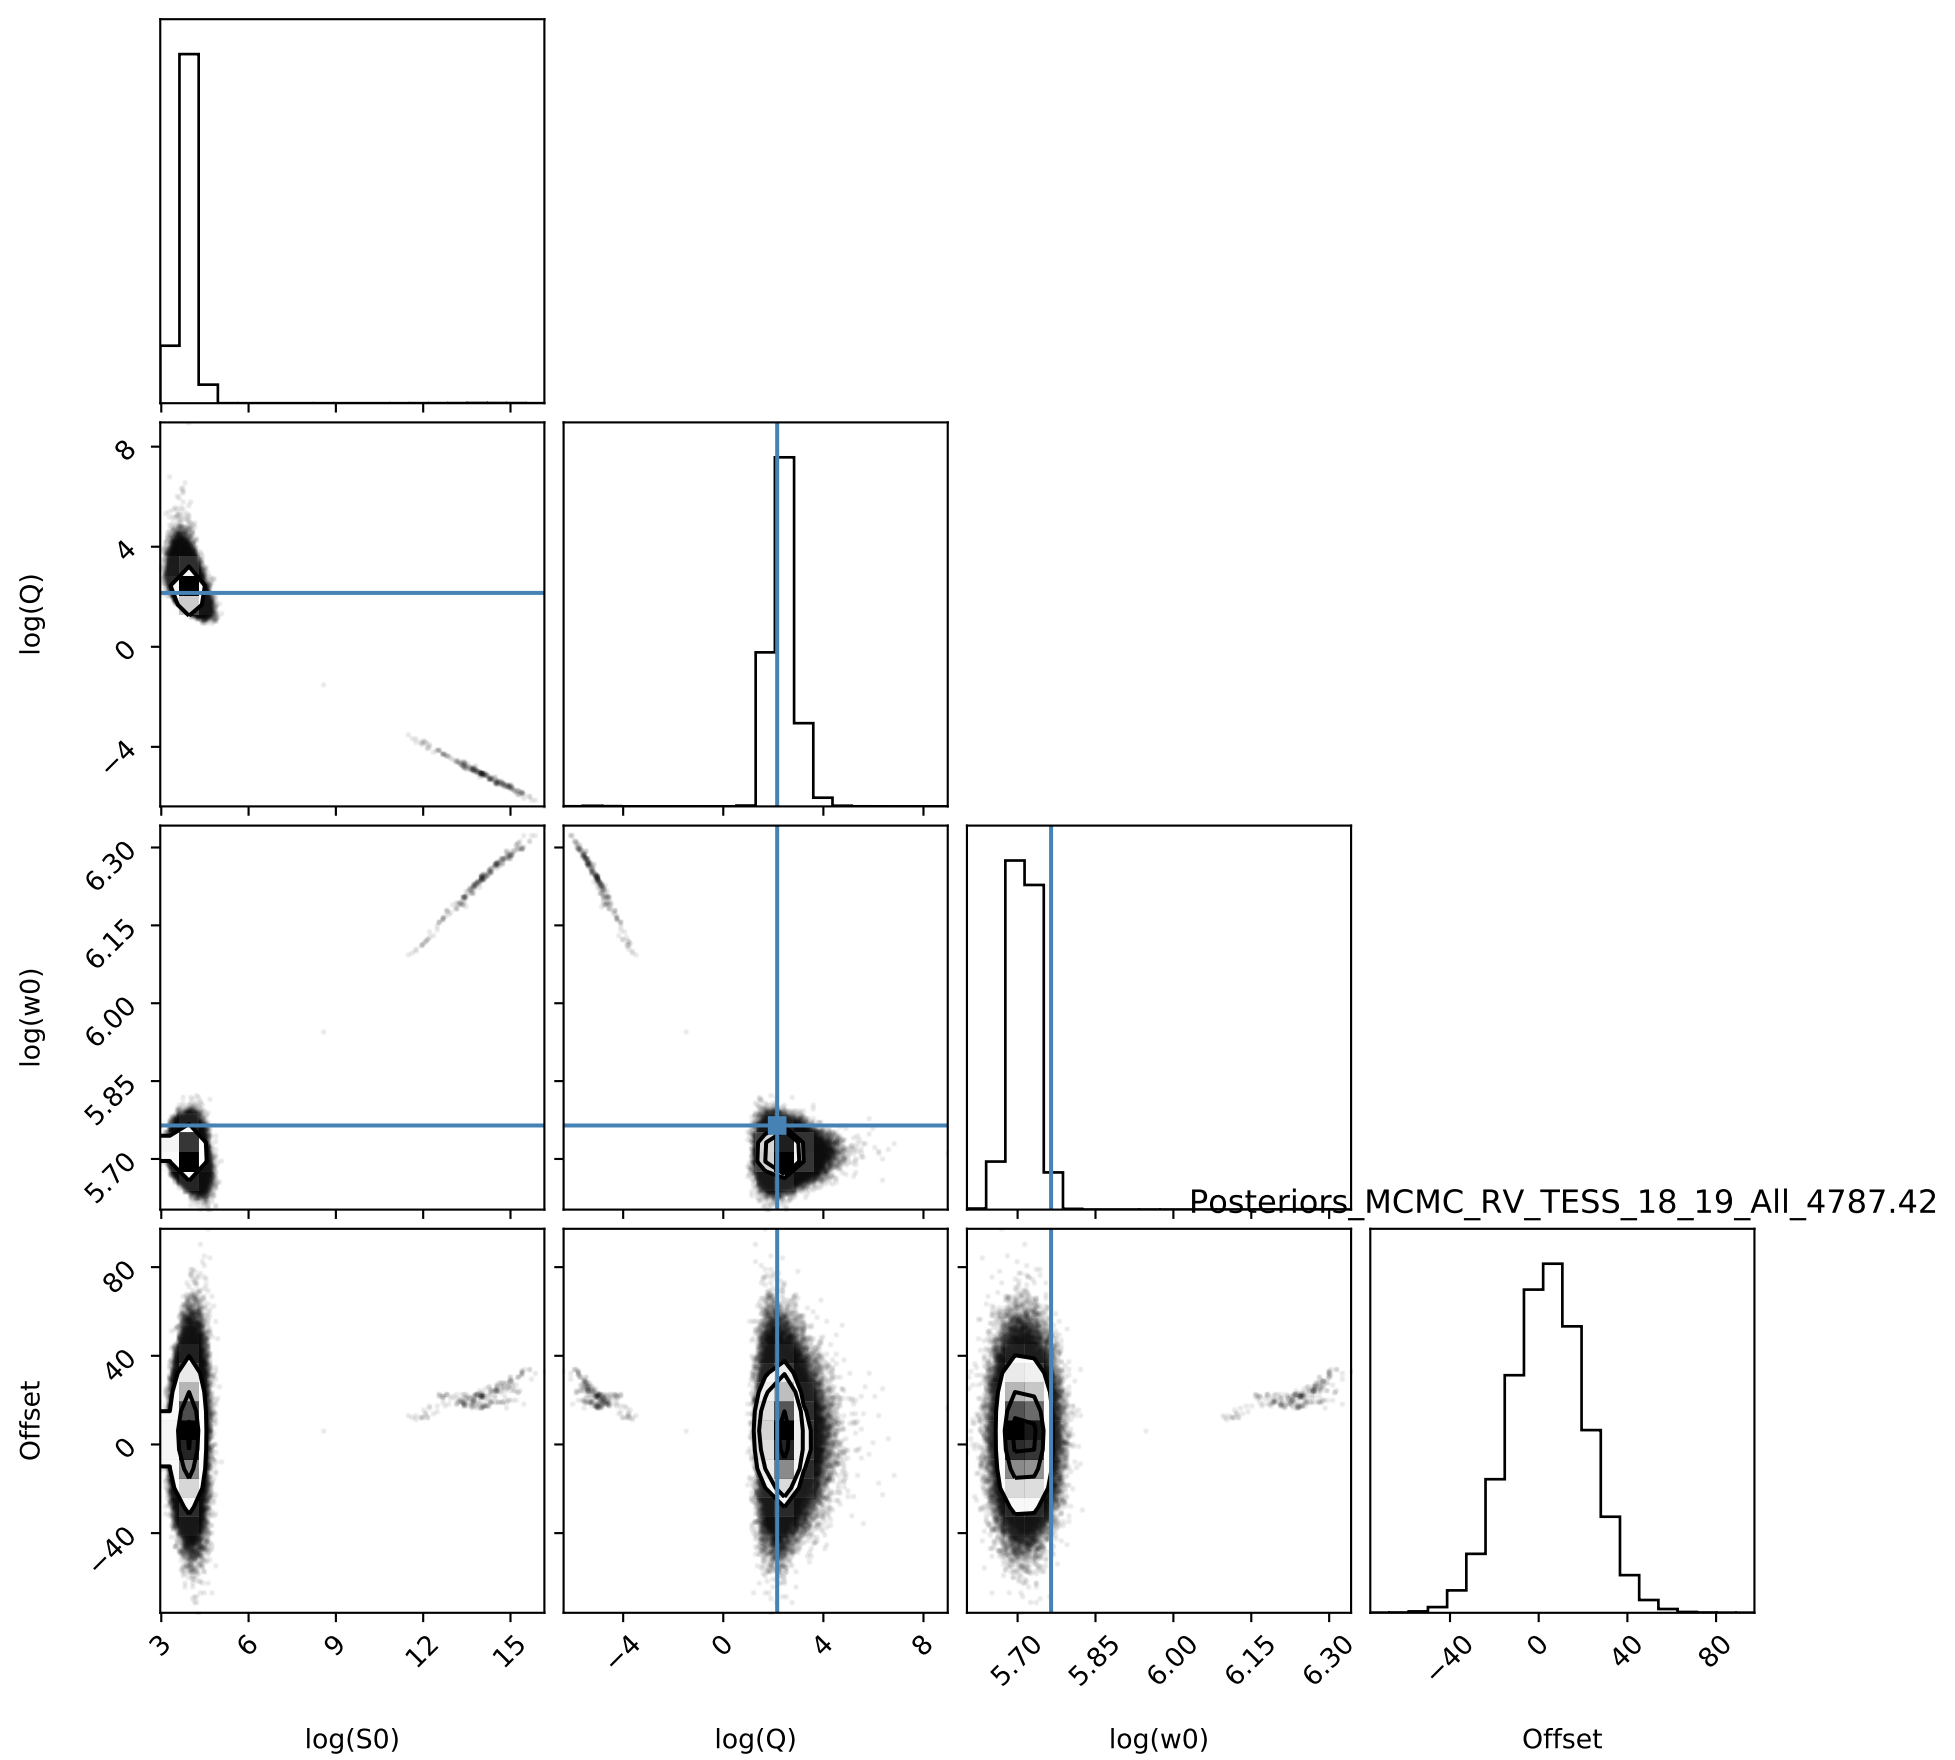 8
4
0
−4
log(Q)
6.30
6.15
6.00
5.85
5.70
log(w0)
Posteriors_MCMC_RV_TESS_18_19_All_4787.42
80
40
0
−40
Offset
3 6 9 12 15 −4 0 4 8 5.70 5.85 6.00 6.15 6.30 −40 0 40 80
log(S0) log(Q) log(w0) Offset